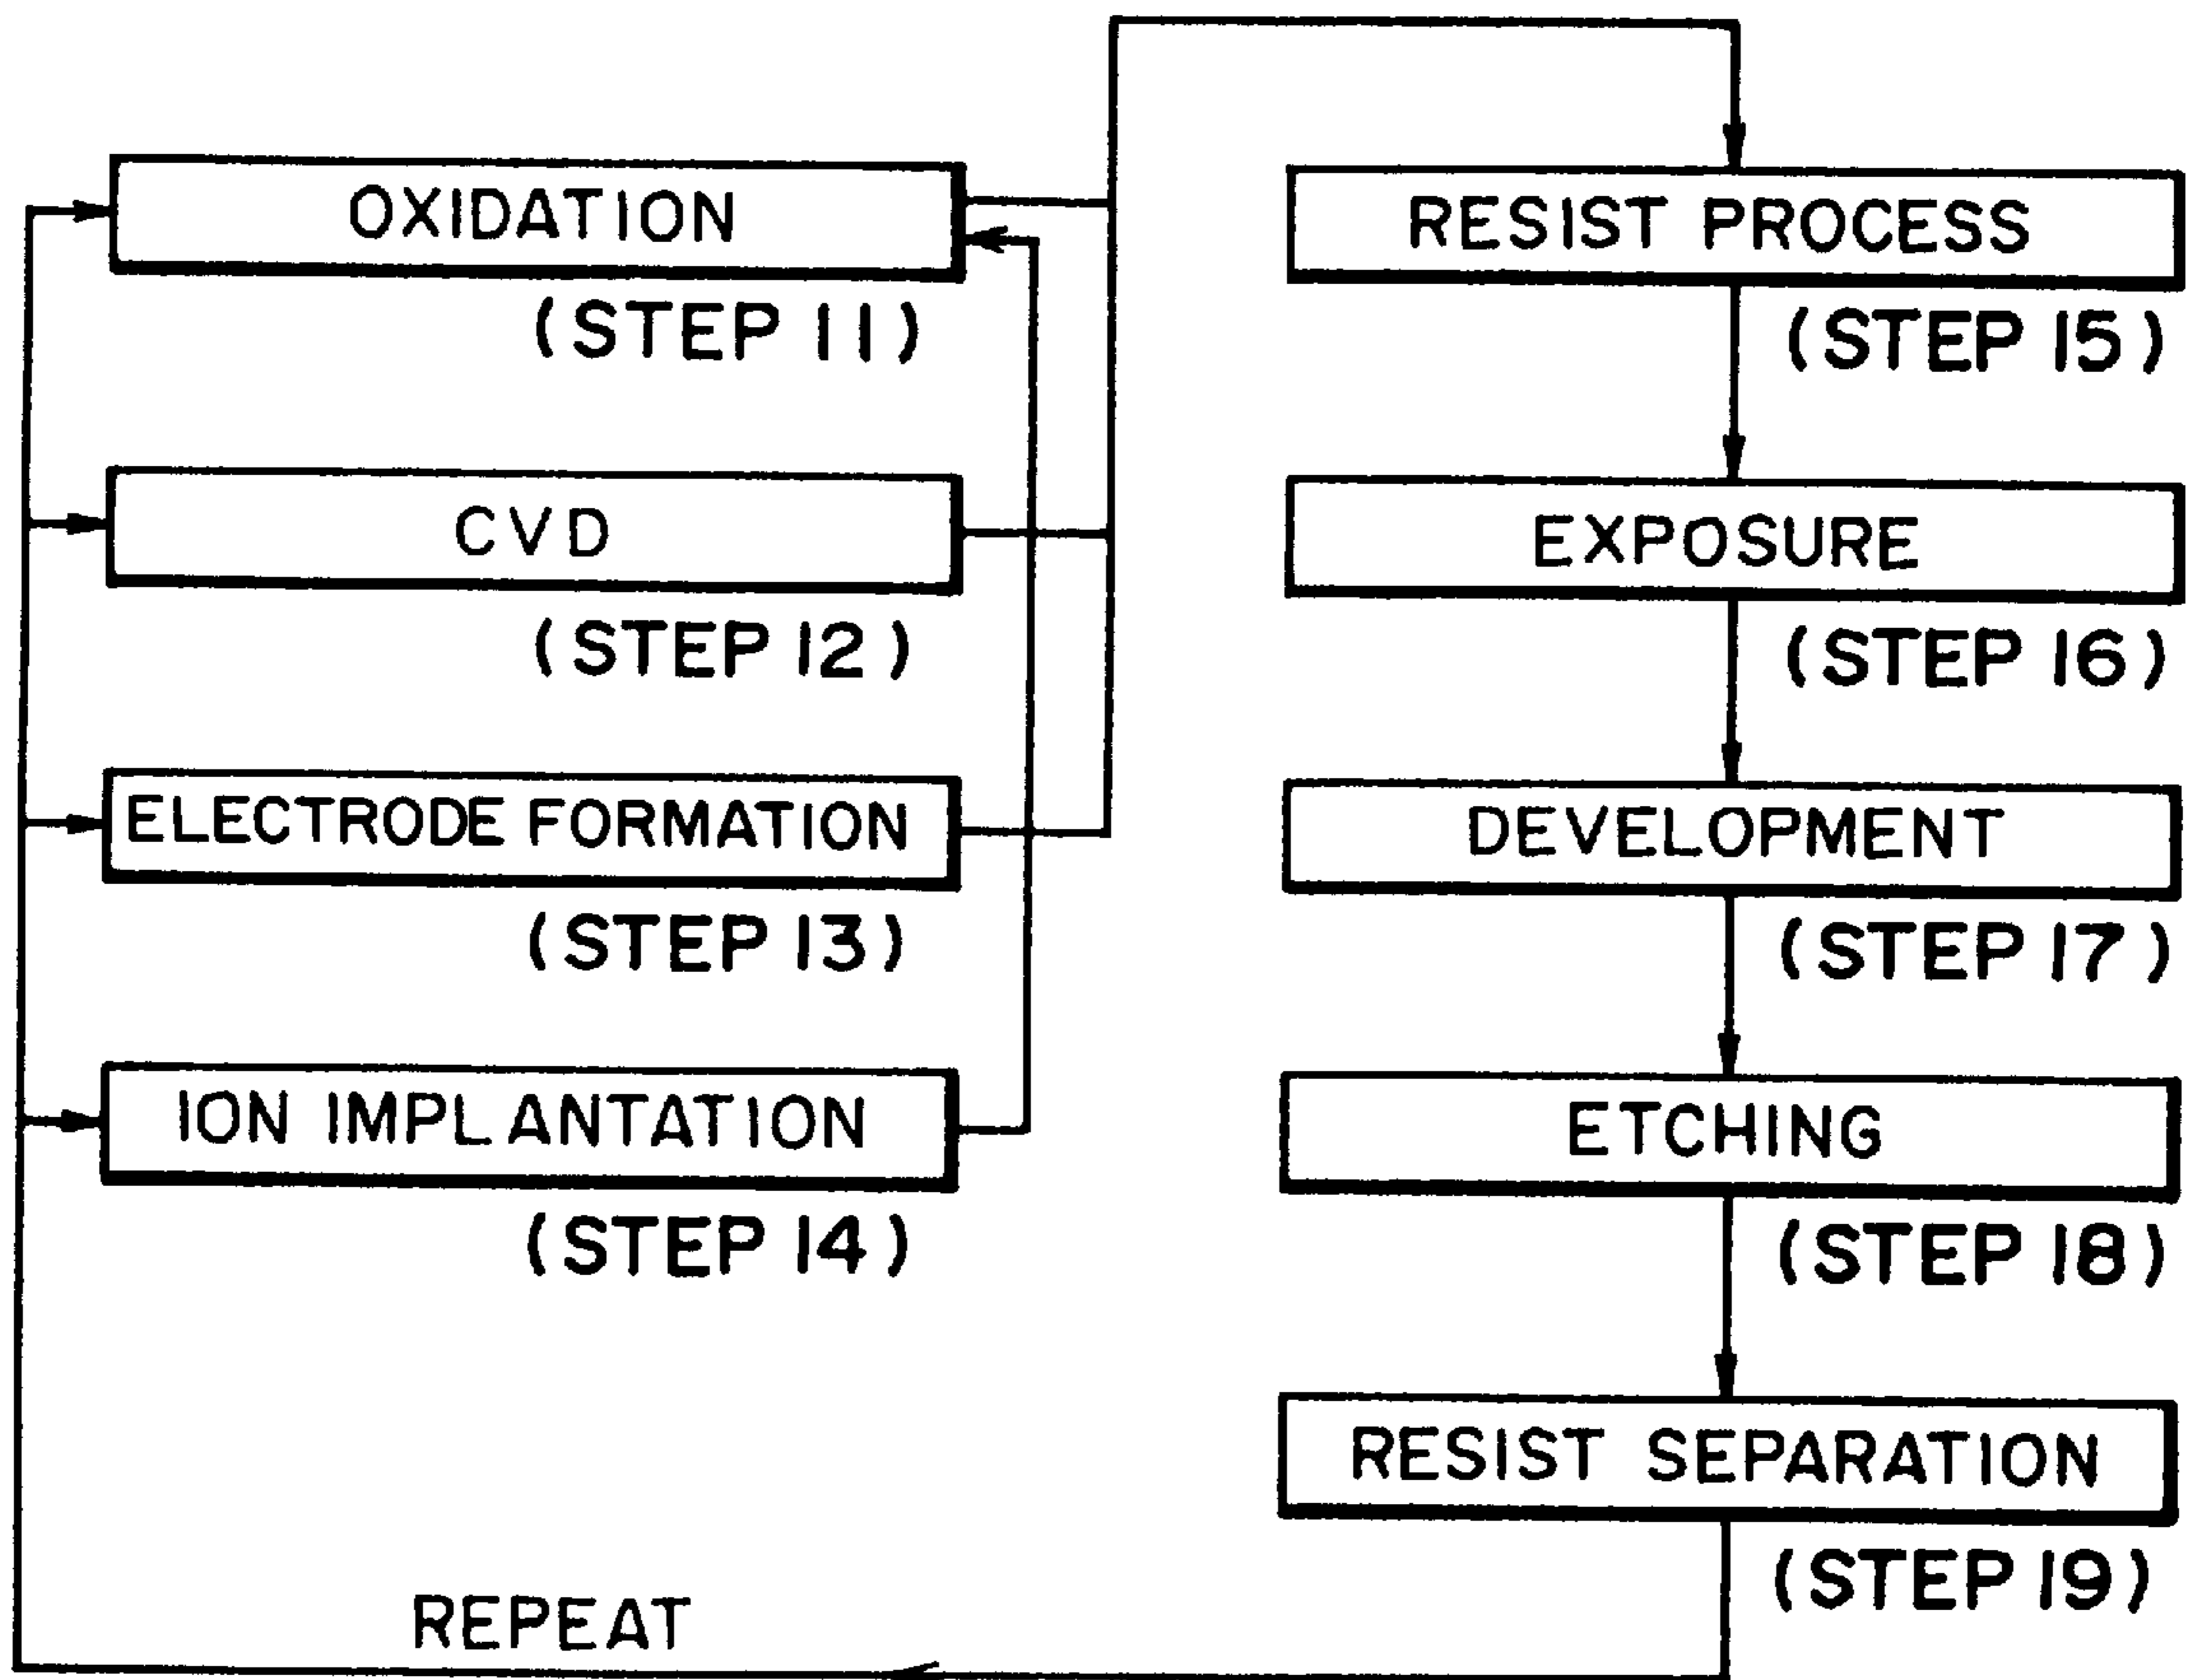 OXIDATION
(STEP 11)
CVD
(STEP 12)
ELECTRODE FORMATION
(STEP 13)
ION IMPLANTATION
(STEP 14)
RESIST PROCESS
(STEP 15)
EXPOSURE
(STEP 16)
DEVELOPMENT
(STEP 17)
ETCHING
(STEP 18)
RESIST SEPARATION
(STEP 19)
REPEAT